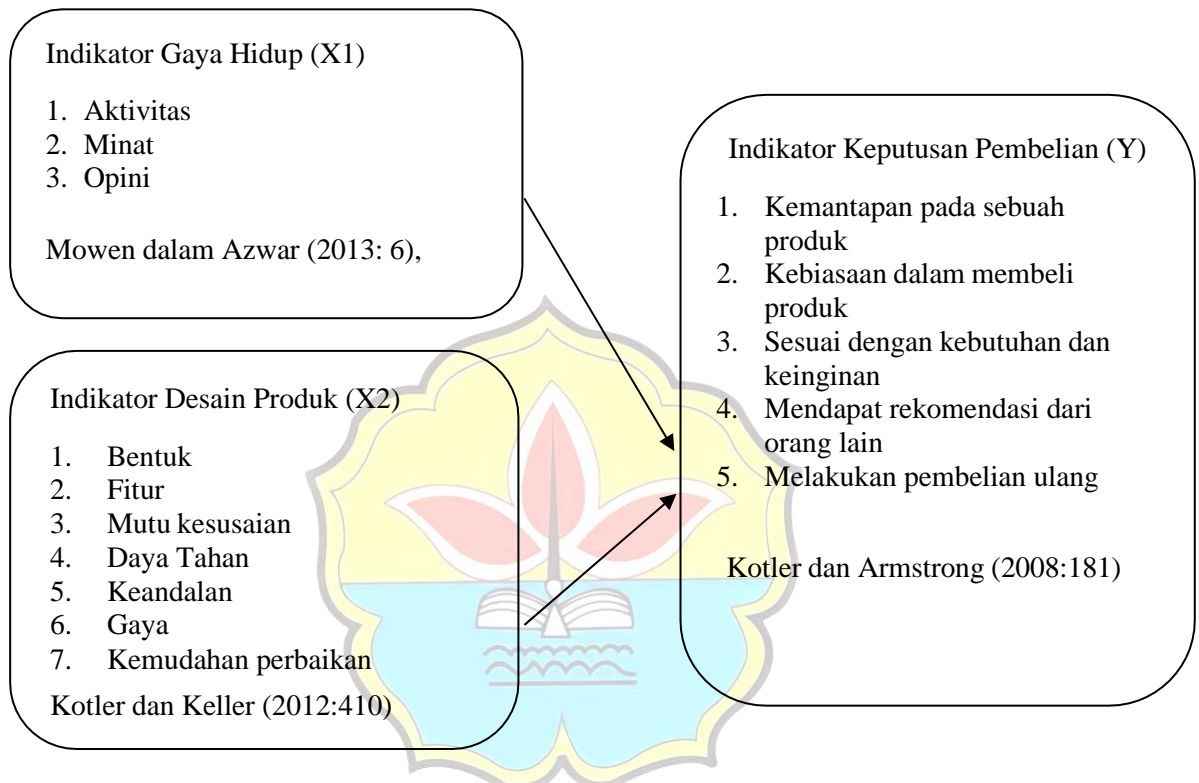 Indikator Gaya Hidup (X1)
1. Aktivitas
2. Minat
3. Opini
Mowen dalam Azwar (2013: 6),
Indikator Desain Produk (X2)
1. Bentuk
2. Fitur
3. Mutu kesusaian
4. Daya Tahan
5. Keandalan
6. Gaya
7. Kemudahan perbaikan
Kotler dan Keller (2012:410)
Indikator Keputusan Pembelian (Y)
1. Kemantapan pada sebuah
produk
2. Kebiasaan dalam membeli
produk
3. Sesuai dengan kebutuhan dan
keinginan
4. Mendapat rekomendasi dari
orang lain
5. Melakukan pembelian ulang
Kotler dan Armstrong (2008:181)